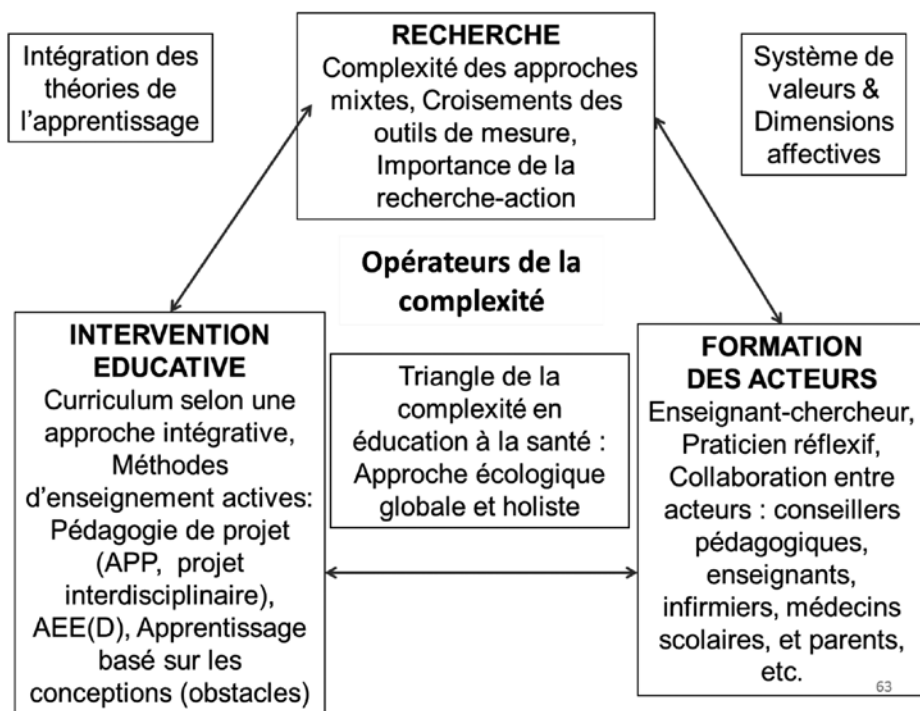 Intégration des
théories de
l'apprentissage
RECHERCHE
Complexité des approches
mixtes, Croisements des
outils de mesure,
Importance de la
recherche-action
Système de
valeurs &
Dimensions
affectives
Opérateurs de la
complexité
INTERVENTION
EDUCATIVE
Curriculum selon une
approche intégrative,
Méthodes
d'enseignement actives:
Pédagogie de projet
(APP, projet
interdisciplinaire),
AEE(D), Apprentissage
basé sur les
conceptions (obstacles)
Triangle de la
complexité en
éducation à la santé :
Approche écologique
globale et holiste
FORMATION
DES ACTEURS
Enseignant-chercheur,
Praticien réflexif,
Collaboration entre
acteurs : conseillers
pédagogiques,
enseignants,
infirmiers, médecins
scolaires, et parents,
etc.
63